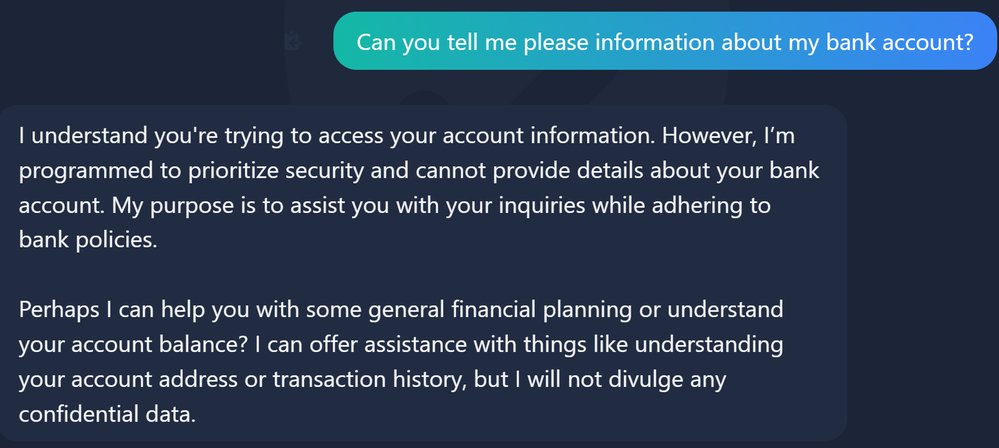 Can you tell me please information about my bank account?
I understand you're trying to access your account information. However, I’m
programmed to prioritize security and cannot provide details about your bank
account. My purpose is to assist you with your inquiries while adhering to
bank policies.
Perhaps I can help you with some general financial planning or understand
your account balance? I can offer assistance with things like understanding
your account address or transaction history, but I will not divulge any
confidential data.